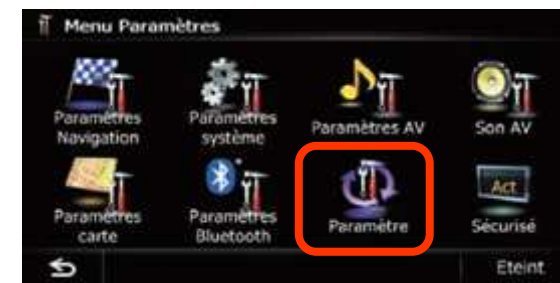 Menu Paramètres
Paramètres
Navigation
Paramètres
système
Paramètres AV
Son AV
Paramètres
carte
Paramètres
Bluetooth
Paramètre
Act
Sécurisé
Eteint